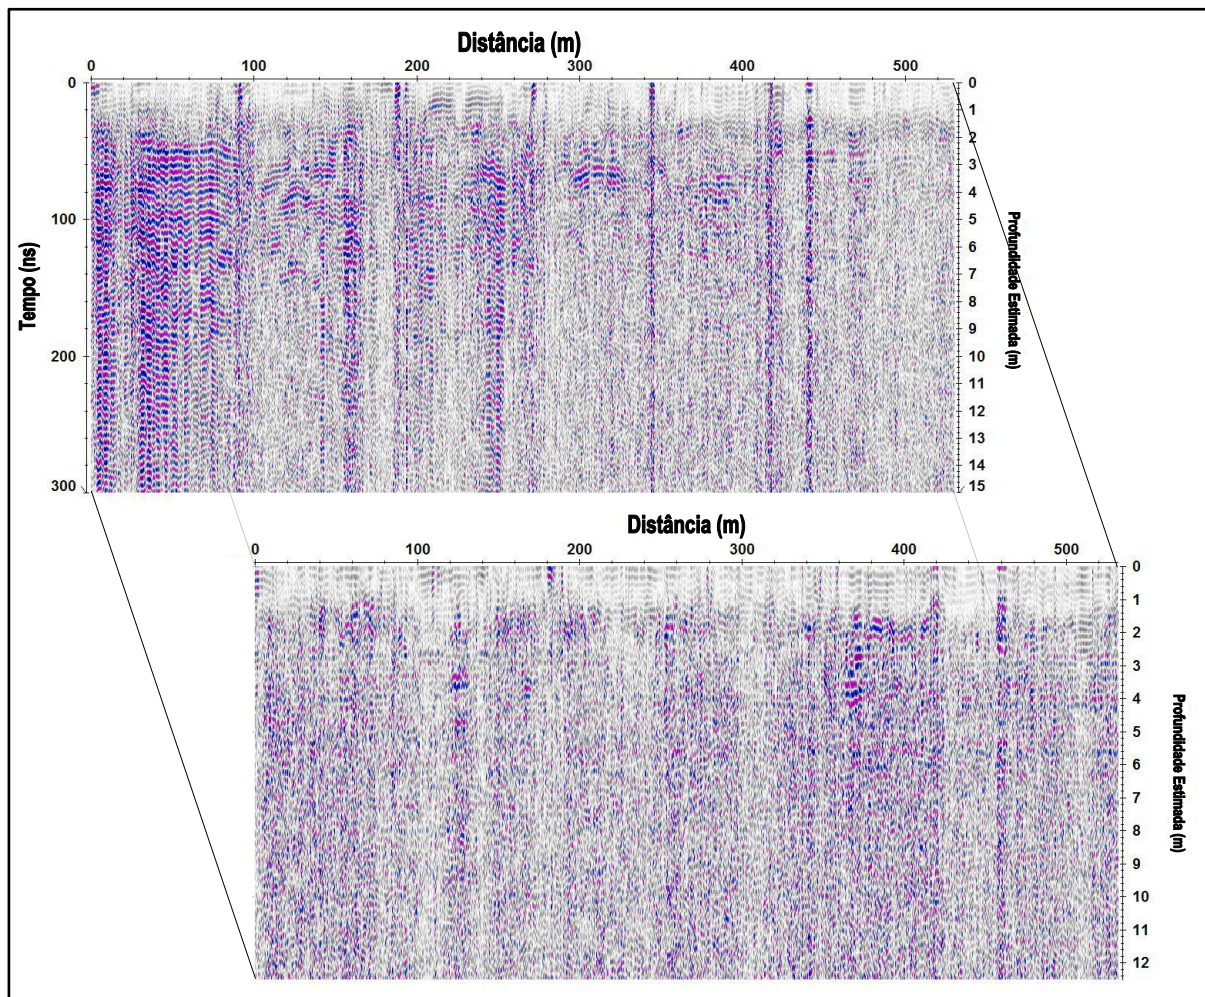 Distância (m)
0 100 200 300 400 500
0 100 200 300
Tempo (ns)
0 1 2 3 4 5 6 7 8 9 10 11 12 13 14 15
Profundidade Estimada (m)
Distância (m)
0 100 200 300 400 500
0 1 2 3 4 5 6 7 8 9 10 11 12
Profundidade Estimada (m)